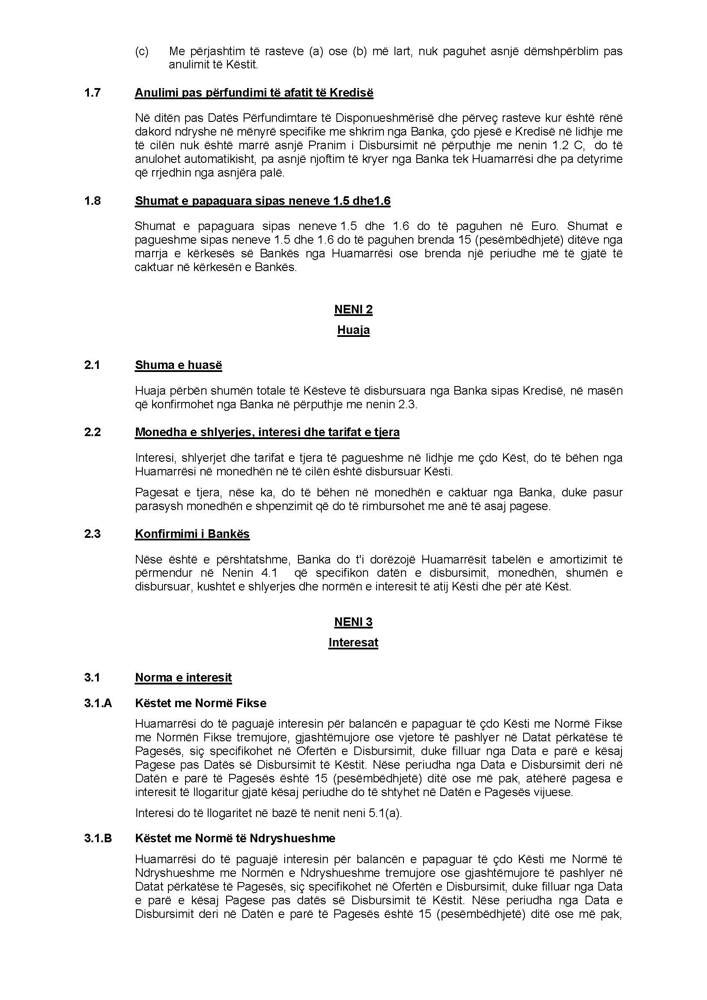 (c) Me përjashtim të rasteve (a) ose (b) më lart, nuk paguhet asnjë dëmshpërblim pas
anulimit të Këstit.
1.7 Anulimi pas përfundimi të afatit të Kredisë
Në ditën pas Datës Përfundimtare të Disponueshmërisë dhe përveç rasteve kur është rënë
dakord ndryshe në mënyrë specifike me shkrim nga Banka, çdo pjesë e Kredisë në lidhje me
të cilën nuk është marrë asnjë Pranim i Disbursimit në përputhje me nenin 1.2 C, do të
anulohet automatikisht, pa asnjë njoftim të kryer nga Banka tek Huamarrësi dhe pa detyrime
që rrjedhin nga asnjëra palë.
1.8 Shumat e papaguara sipas neneve 1.5 dhe1.6
Shumat e papaguara sipas neneve 1.5 dhe 1.6 do të paguhen në Euro. Shumat e
pagueshme sipas neneve 1.5 dhe 1.6 do të paguhen brenda 15 (pesëmbëdhjetë) ditëve nga
marrja e kërkesës së Bankës nga Huamarrësi ose brenda një periudhe më të gjatë të
caktuar në kërkesën e Bankës.
NENI 2
Huaja
2.1 Shuma e huasë
Huaja përbën shumën totale të Kësteve të disbursuara nga Banka sipas Kredisë, në masën
që konfirmohet nga Banka në përputhje me nenin 2.3.
2.2 Monedha e shlyerjes, interesi dhe tarifat e tjera
Interesi, shlyerjet dhe tarifat e tjera të pagueshme në lidhje me çdo Këst, do të bëhen nga
Huamarrësi në monedhën në të cilën është disbursuar Kësti.
Pagesat e tjera, nëse ka, do të bëhen në monedhën e caktuar nga Banka, duke pasur
parasysh monedhën e shpenzimit që do të rimbursohet me anë të asaj pagese.
2.3 Konfirmimi i Bankës
Nëse është e përshtatshme, Banka do t'i dorëzojë Huamarrësit tabelën e amortizimit të
përmendur në Nenin 4.1 që specifikon datën e disbursimit, monedhën, shumën e
disbursuar, kushtet e shlyerjes dhe normën e interesit të atij Kësti dhe për atë Këst.
NENI 3
Interesat
3.1 Norma e interesit
3.1.A Këstet me Normë Fikse
Huamarrësi do të paguajë interesin për balancën e papaguar të çdo Kësti me Normë Fikse
me Normën Fikse tremujore, gjashtëmujore ose vjetore të pashlyer në Datat përkatëse të
Pagesës, siç specifikohet në Ofertën e Disbursimit, duke filluar nga Data e parë e kësaj
Pagese pas Datës së Disbursimit të Këstit. Nëse periudha nga Data e Disbursimit deri në
Datën e parë të Pagesës është 15 (pesëmbëdhjetë) ditë ose më pak, atëherë pagesa e
interesit të llogaritur gjatë kësaj periudhe do të shtyhet në Datën e Pagesës vijuese.
Interesi do të llogaritet në bazë të nenit neni 5.1(a).
3.1.B Këstet me Normë të Ndryshueshme
Huamarrësi do të paguajë interesin për balancën e papaguar të çdo Kësti me Normë të
Ndryshueshme me Normën e Ndryshueshme tremujore ose gjashtëmujore të pashlyer në
Datat përkatëse të Pagesës, siç specifikohet në Ofertën e Disbursimit, duke filluar nga Data
e parë e kësaj Pagese pas datës së Disbursimit të Këstit. Nëse periudha nga Data e
Disbursimit deri në Datën e parë të Pagesës është 15 (pesëmbëdhjetë) ditë ose më pak,